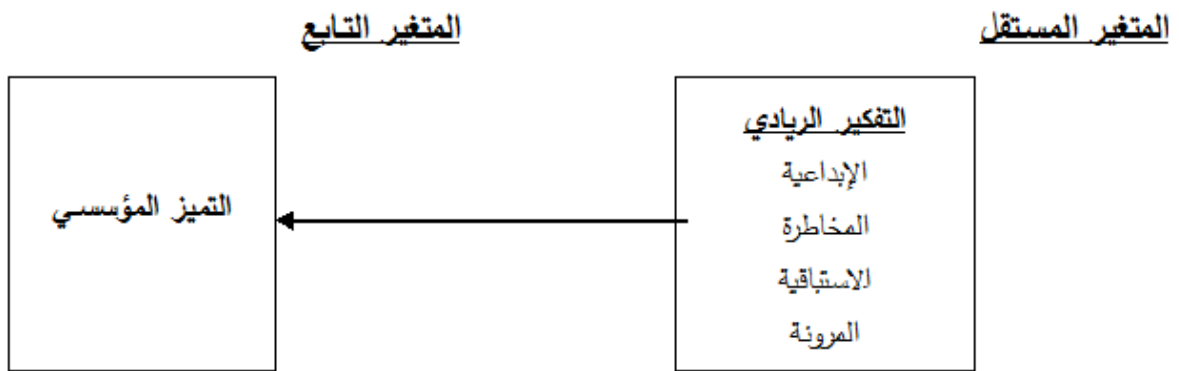 المتغير المستقل
المتغير التابع
التفكير الريادي
الإبداعية
المخاطرة
الاستباقية
المرونة
التميز المؤسسي